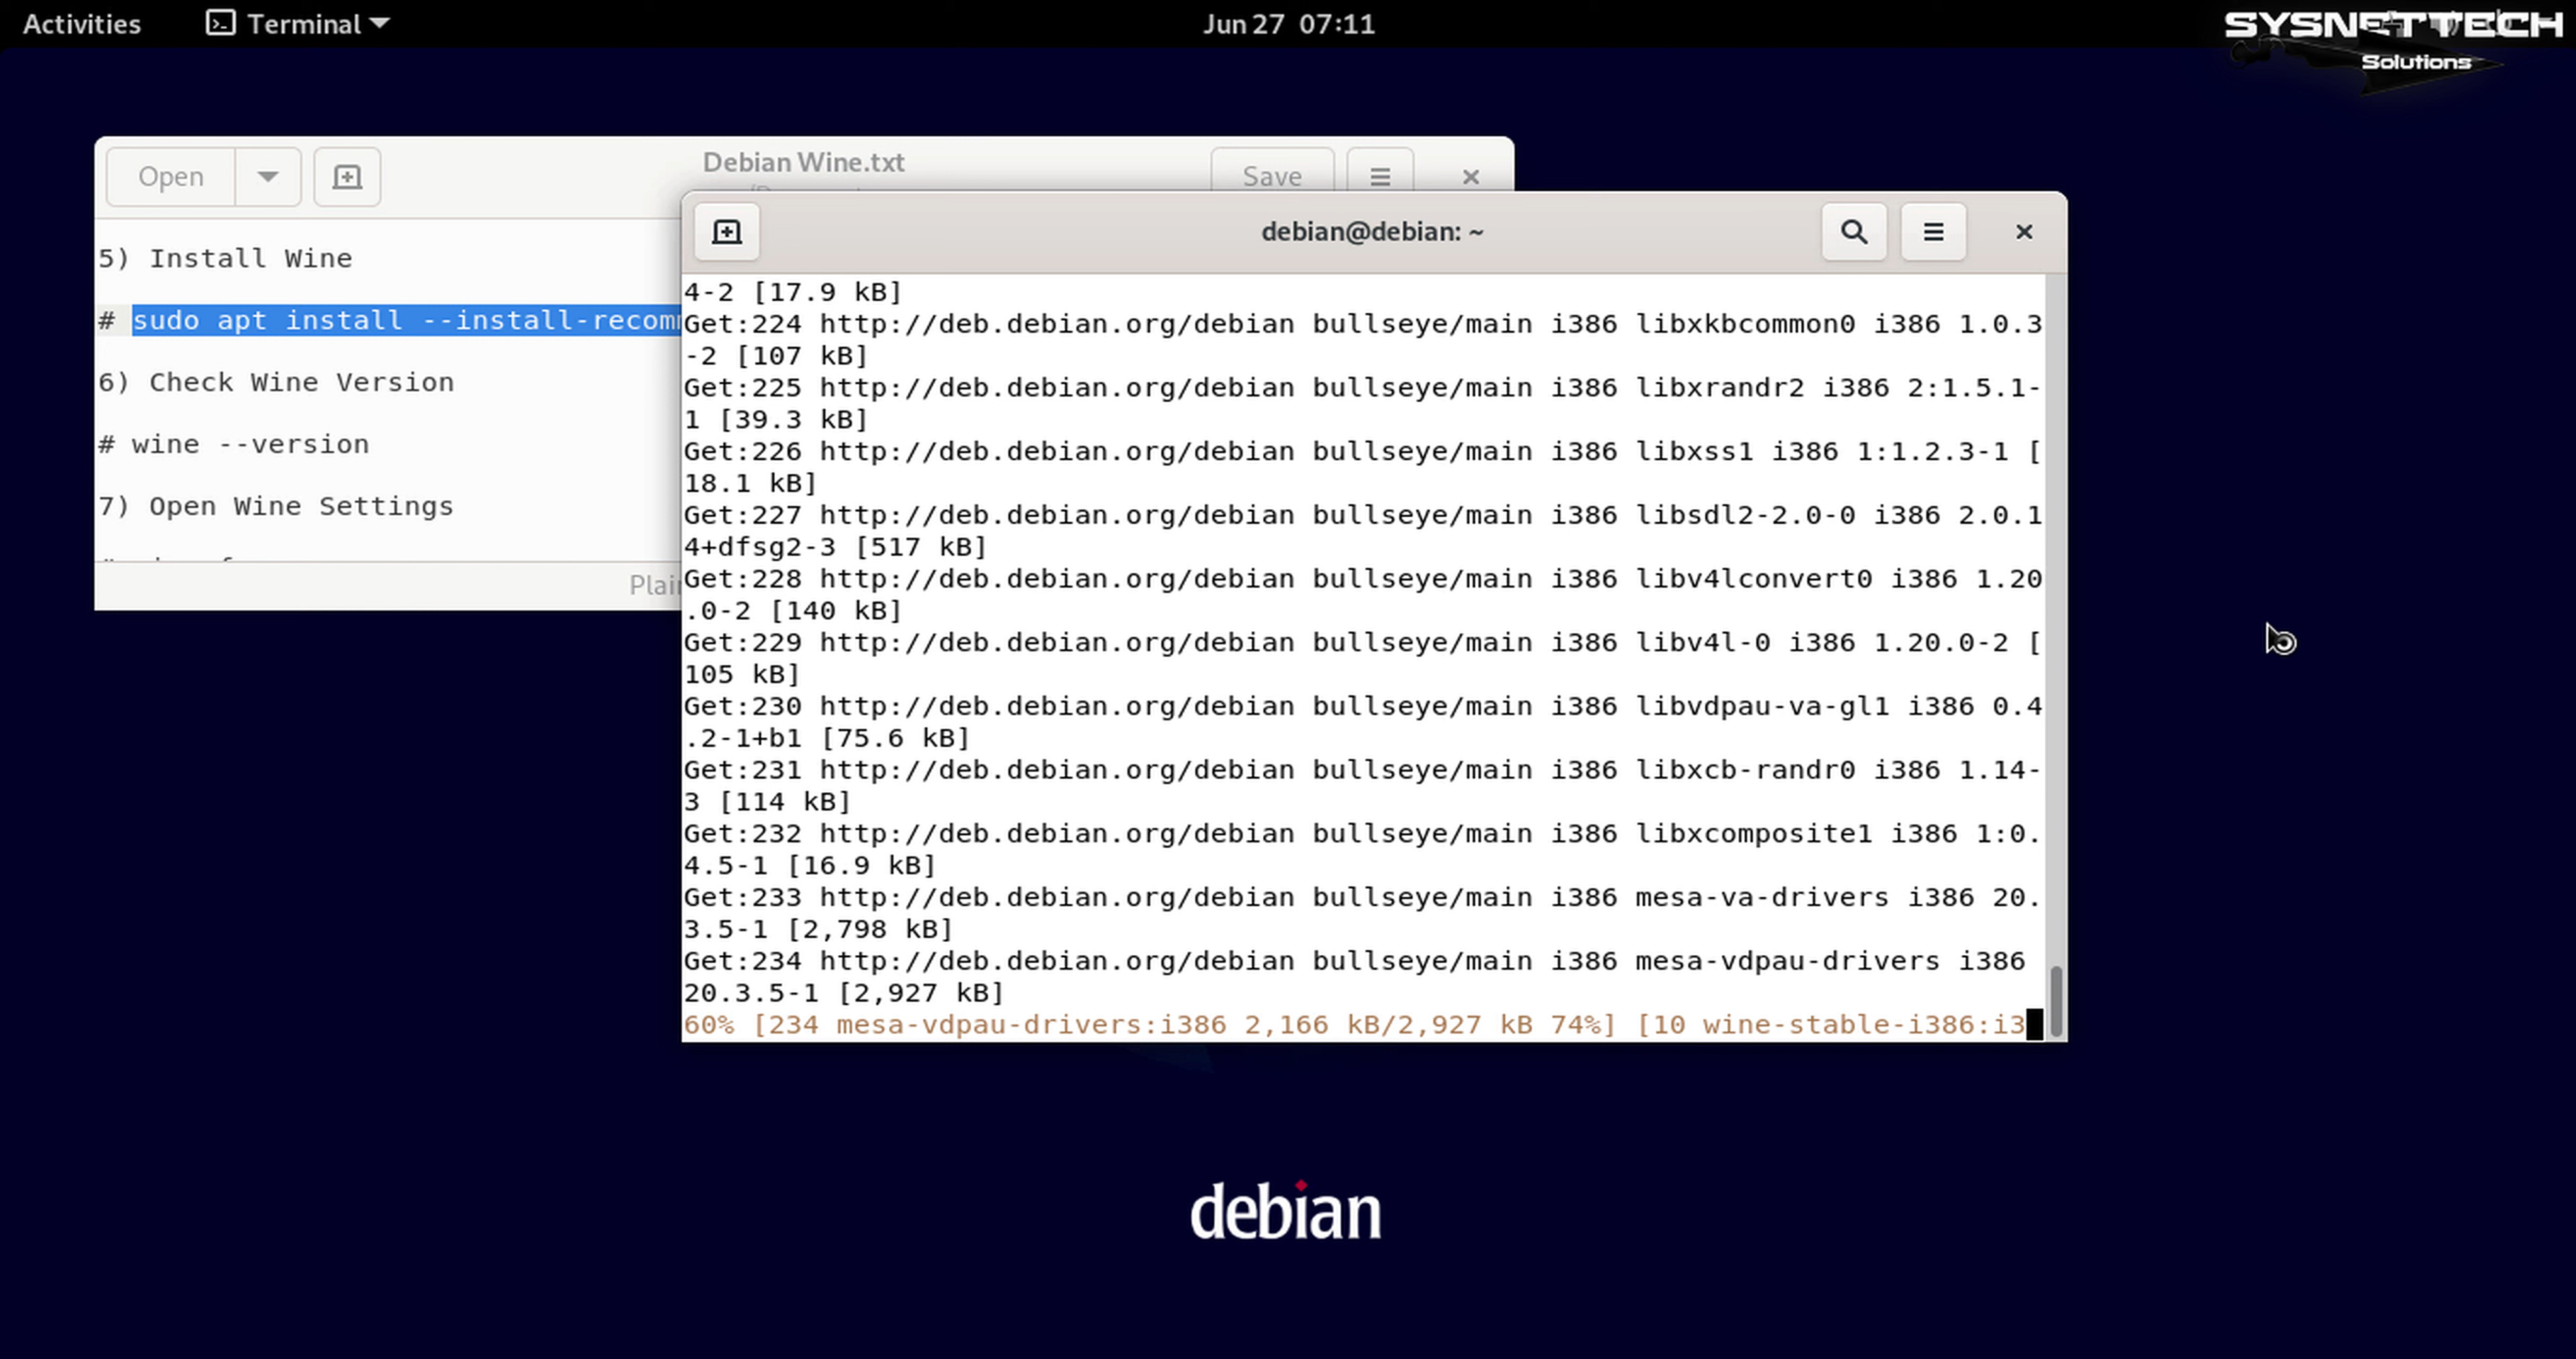 Activities Terminal Jun 27 07:11 SYSNETTECH
Solutions
Open Debian Wine.txt Save
5) Install Wine
# sudo apt install --install-recom
6) Check Wine Version
# wine --version
7) Open Wine Settings
Plai
debian@debian: ~
4-2 [17.9 kB]
Get:224 http://deb.debian.org/debian bullseye/main i386 libxkbcommon0 i386 1.0.3
-2 [107 kB]
Get:225 http://deb.debian.org/debian bullseye/main i386 libxrandr2 i386 2:1.5.1-
1 [39.3 kB]
Get:226 http://deb.debian.org/debian bullseye/main i386 libxss1 i386 1:1.2.3-1 [
18.1 kB]
Get:227 http://deb.debian.org/debian bullseye/main i386 libsdl2-2.0-0 i386 2.0.1
4+dfsg2-3 [517 kB]
Get:228 http://deb.debian.org/debian bullseye/main i386 libv4lconvert0 i386 1.20
.0-2 [140 kB]
Get:229 http://deb.debian.org/debian bullseye/main i386 libv4l-0 i386 1.20.0-2 [
105 kB]
Get:230 http://deb.debian.org/debian bullseye/main i386 libvdpau-va-gl1 i386 0.4
.2-1+b1 [75.6 kB]
Get:231 http://deb.debian.org/debian bullseye/main i386 libxcb-randr0 i386 1.14-
3 [114 kB]
Get:232 http://deb.debian.org/debian bullseye/main i386 libxcomposite1 i386 1:0.
4.5-1 [16.9 kB]
Get:233 http://deb.debian.org/debian bullseye/main i386 mesa-va-drivers i386 20.
3.5-1 [2,798 kB]
Get:234 http://deb.debian.org/debian bullseye/main i386 mesa-vdpau-drivers i386
20.3.5-1 [2,927 kB]
60% [234 mesa-vdpau-drivers:i386 2,166 kB/2,927 kB 74%] [10 wine-stable-i386:i3
debian